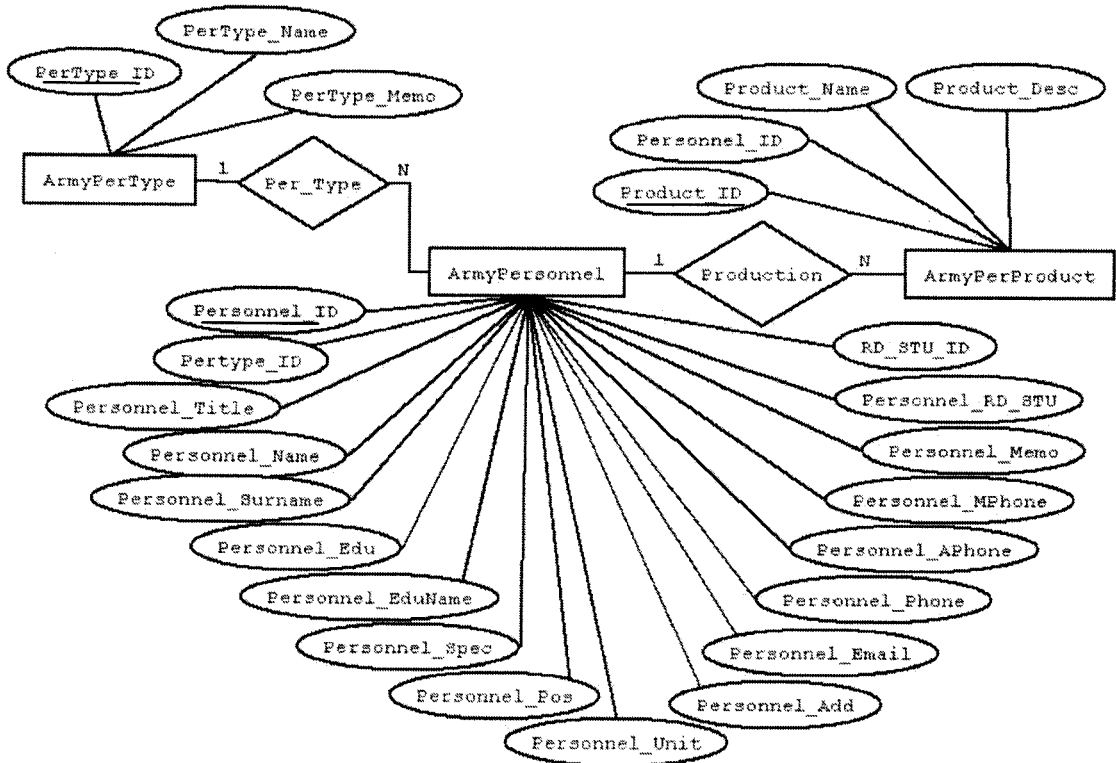 PerType_Name
PerType_ID
PerType_Memo
ArmyPerType
1
Per_Type
N
Product_Name
Product_Desc
Personnel_ID
Product_ID
ArmyPersonnel
1
Production
N
ArmyPerProduct
Personnel_ID
Pertype_ID
Personnel_Title
Personnel_Name
Personnel_Surname
Personnel_Edu
Personnel_EduName
Personnel_Spec
Personnel_Pos
Personnel_Unit
Personnel_Add
Personnel_Email
Personnel_Phone
Personnel_APhone
Personnel_MPhone
Personnel_Memo
Personnel_RD_STU
RD_STU_ID